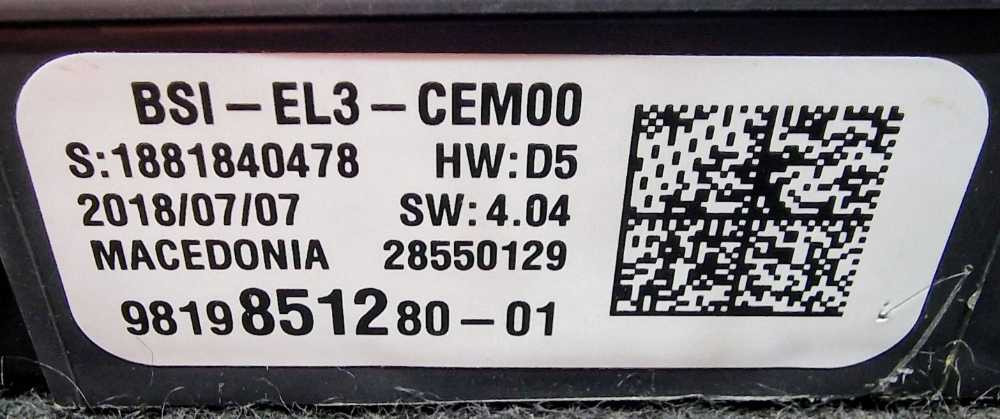 BSI-EL3-CEM00
S:1881840478 HW:D5
2018/07/07 SW:4.04
MACEDONIA 28550129
9819851280-01